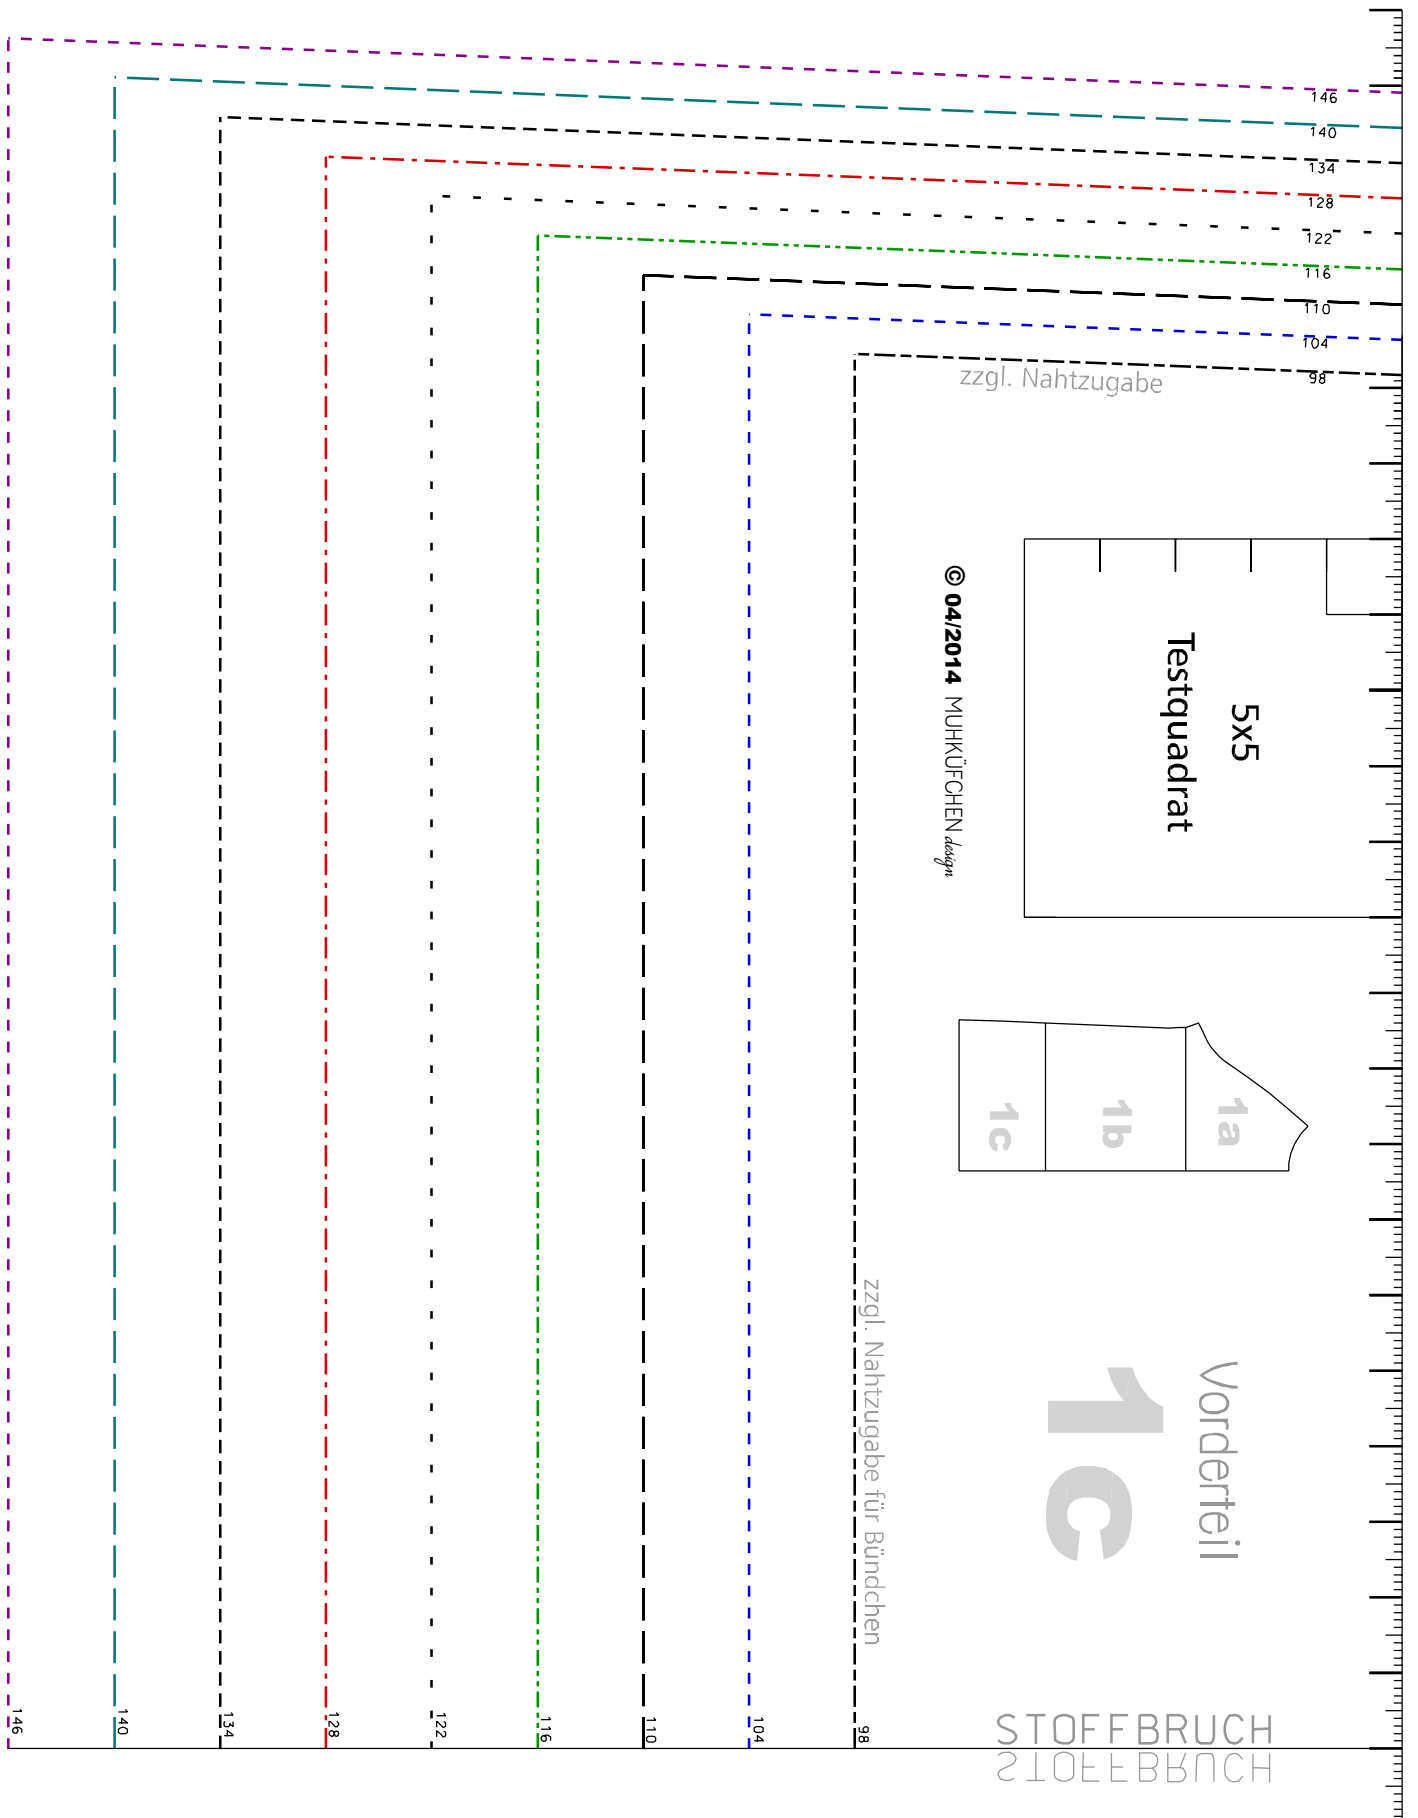 146
140
134
128
122
116
110
104
98
zzgl. Nahtzugabe
5x5
Testquadrat
© 04/2014 MUHKÜFCHEN design
1a
1b
1c
Vorderteil
1c
zzgl. Nahtzugabe für Bündchen
STOFFBRUCH
STOFFBRUCH
146
140
134
128
122
116
110
104
98